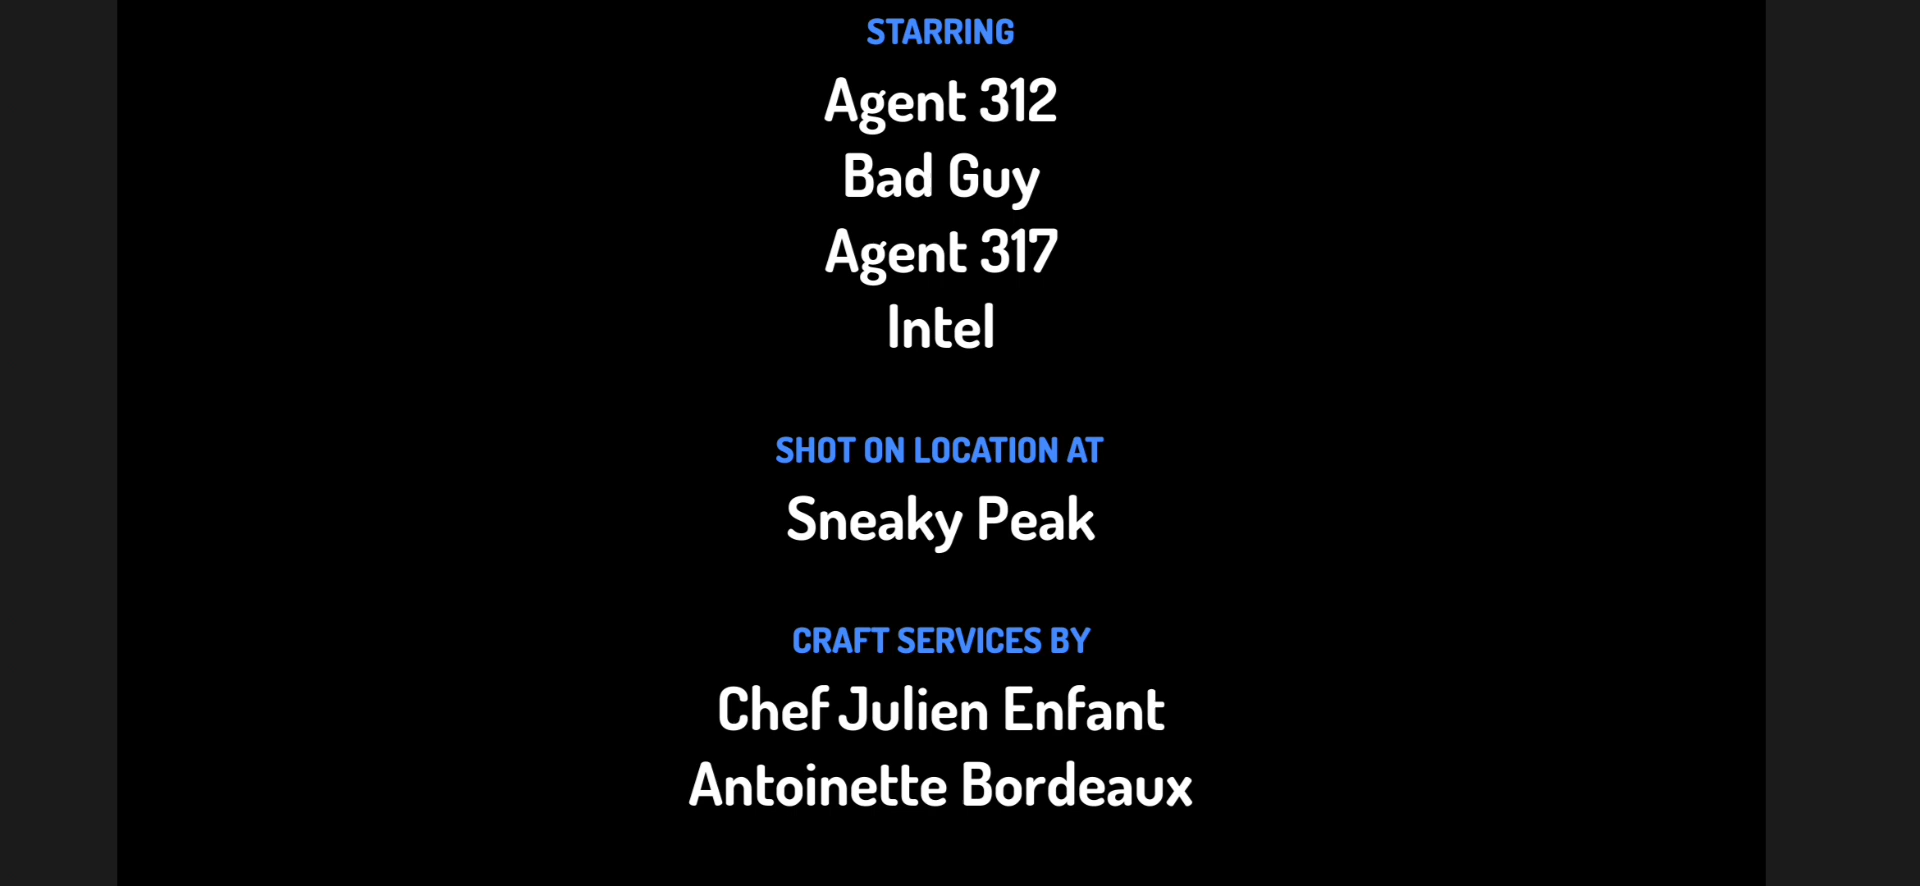 STARRING
Agent 312
Bad Guy
Agent 317
Intel
SHOT ON LOCATION AT
Sneaky Peak
CRAFT SERVICES BY
Chef Julien Enfant
Antoinette Bordeaux